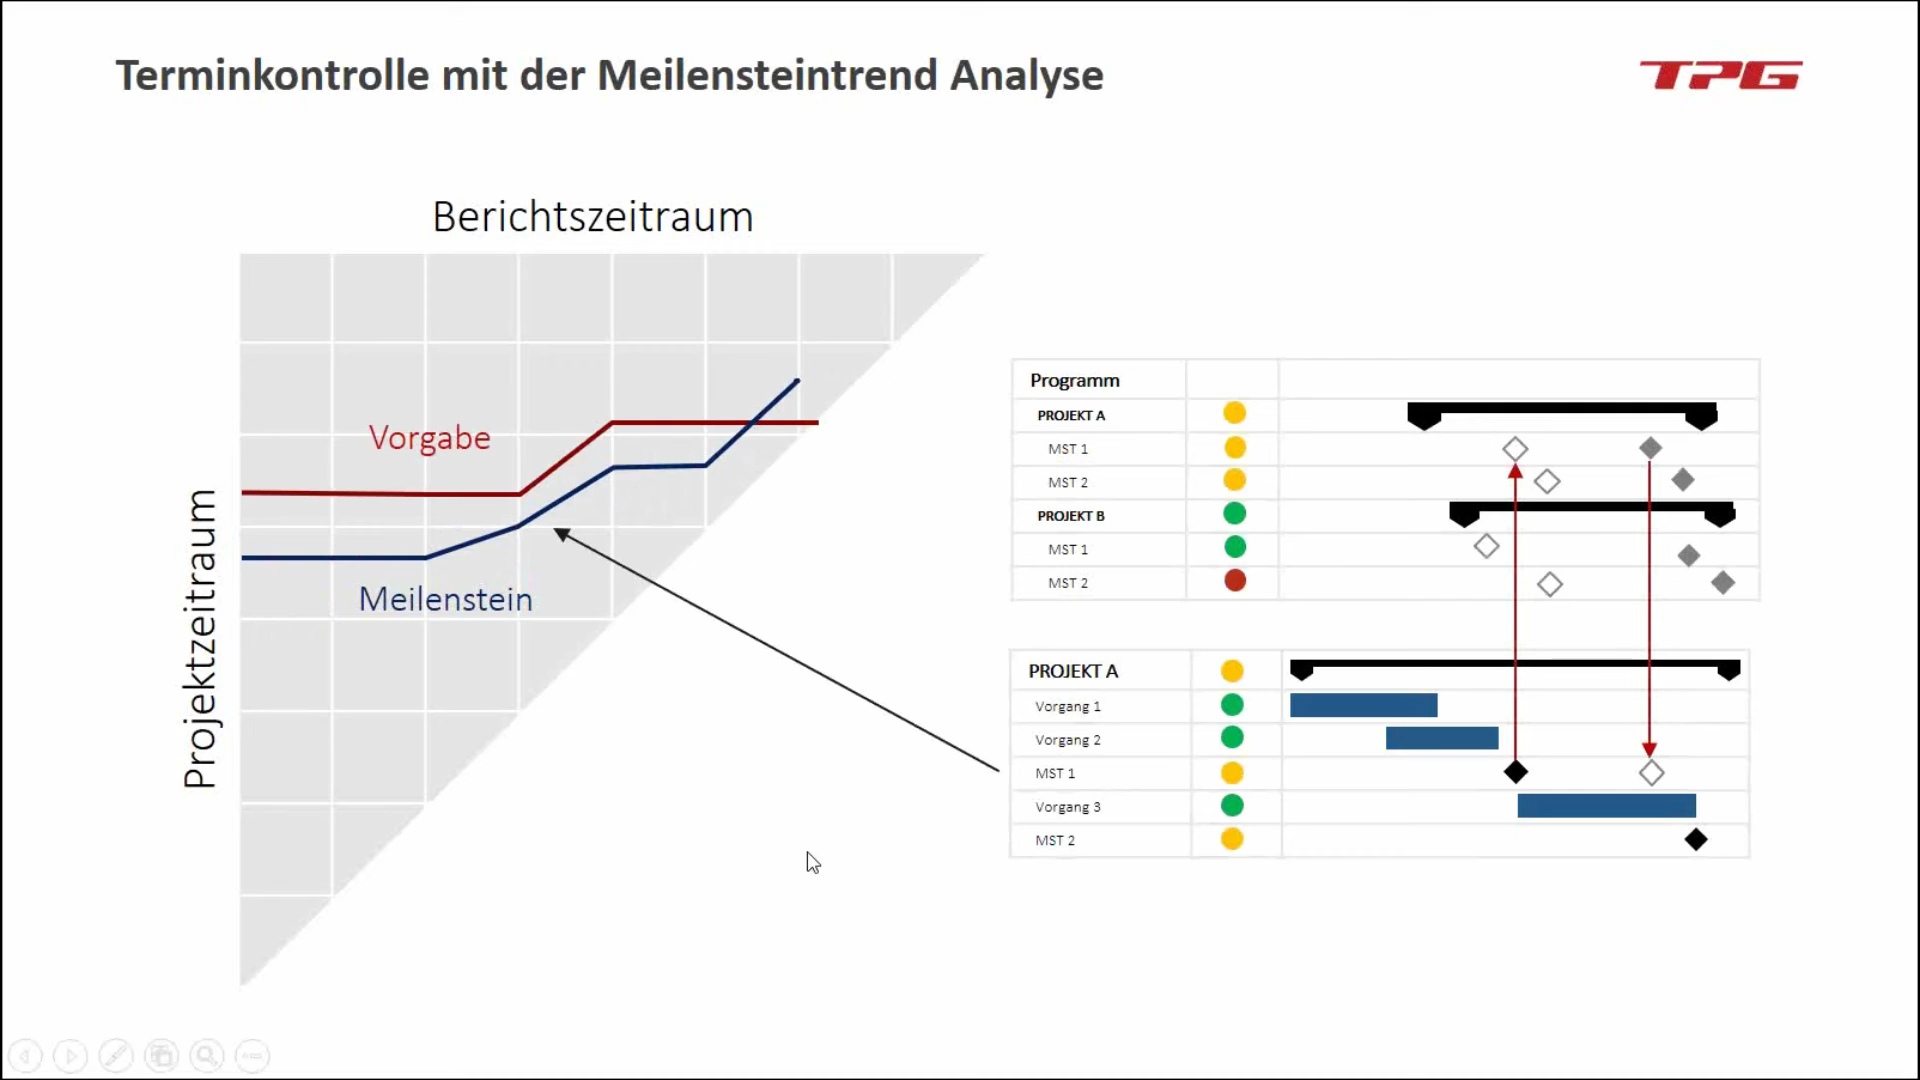 Terminkontrolle mit der Meilensteintrend Analyse
TPG
Berichtszeitraum
Projektzeitraum
Vorgabe
Meilenstein
Programm
PROJEKT A
MST 1
MST 2
PROJEKT B
MST 1
MST 2
PROJEKT A
Vorgang 1
Vorgang 2
MST 1
Vorgang 3
MST 2